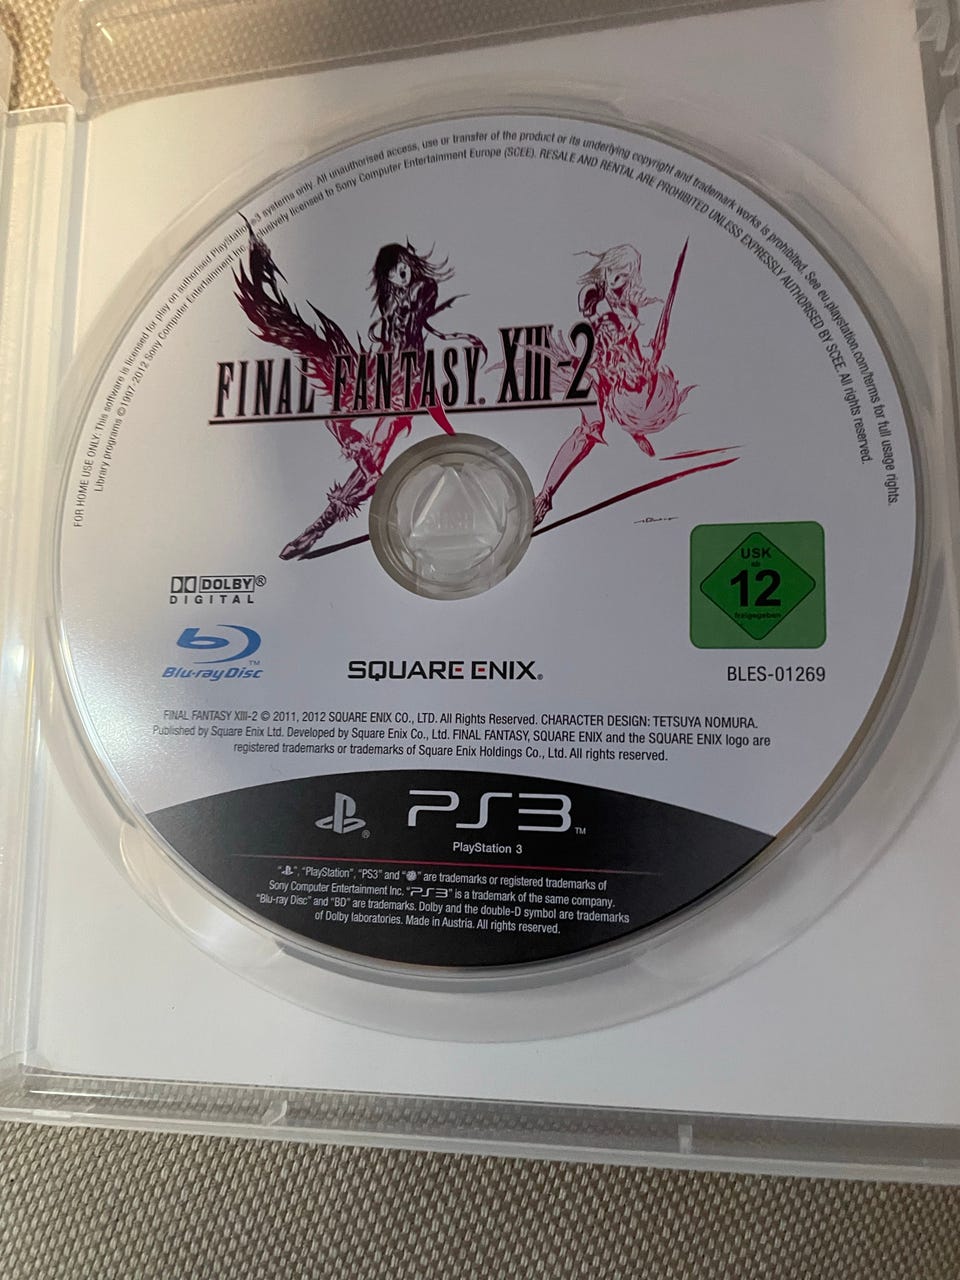 FOR HOME USE ONLY: This software is licensed for play on authorised PlayStation®3 systems only. All unauthorised access, use or transfer of the product or its underlying copyright and trademark works is prohibited. See eu.playstation.com/terms for full usage rights.
Library programs ©1997-2012 Sony Computer Entertainment Inc. exclusively licensed to Sony Computer Entertainment Europe (SCEE). RESALE AND RENTAL ARE PROHIBITED UNLESS EXPRESSLY AUTHORISED BY SCEE. All rights reserved.
FINAL FANTASY. XIII-2
USK
ab
12
freigegeben
DOLBY®
DIGITAL
Blu-ray Disc™
SQUARE ENIX®
BLES-01269
FINAL FANTASY XIII-2 © 2011, 2012 SQUARE ENIX CO., LTD. All Rights Reserved. CHARACTER DESIGN: TETSUYA NOMURA.
Published by Square Enix Ltd. Developed by Square Enix Co., Ltd. FINAL FANTASY, SQUARE ENIX and the SQUARE ENIX logo are
registered trademarks or trademarks of Square Enix Holdings Co., Ltd. All rights reserved.
® PS3™
PlayStation 3
" ", "PlayStation", "PS3" and " " are trademarks or registered trademarks of
Sony Computer Entertainment Inc. "PS3" is a trademark of the same company.
"Blu-ray Disc" and "BD" are trademarks. Dolby and the double-D symbol are trademarks
of Dolby laboratories. Made in Austria. All rights reserved.